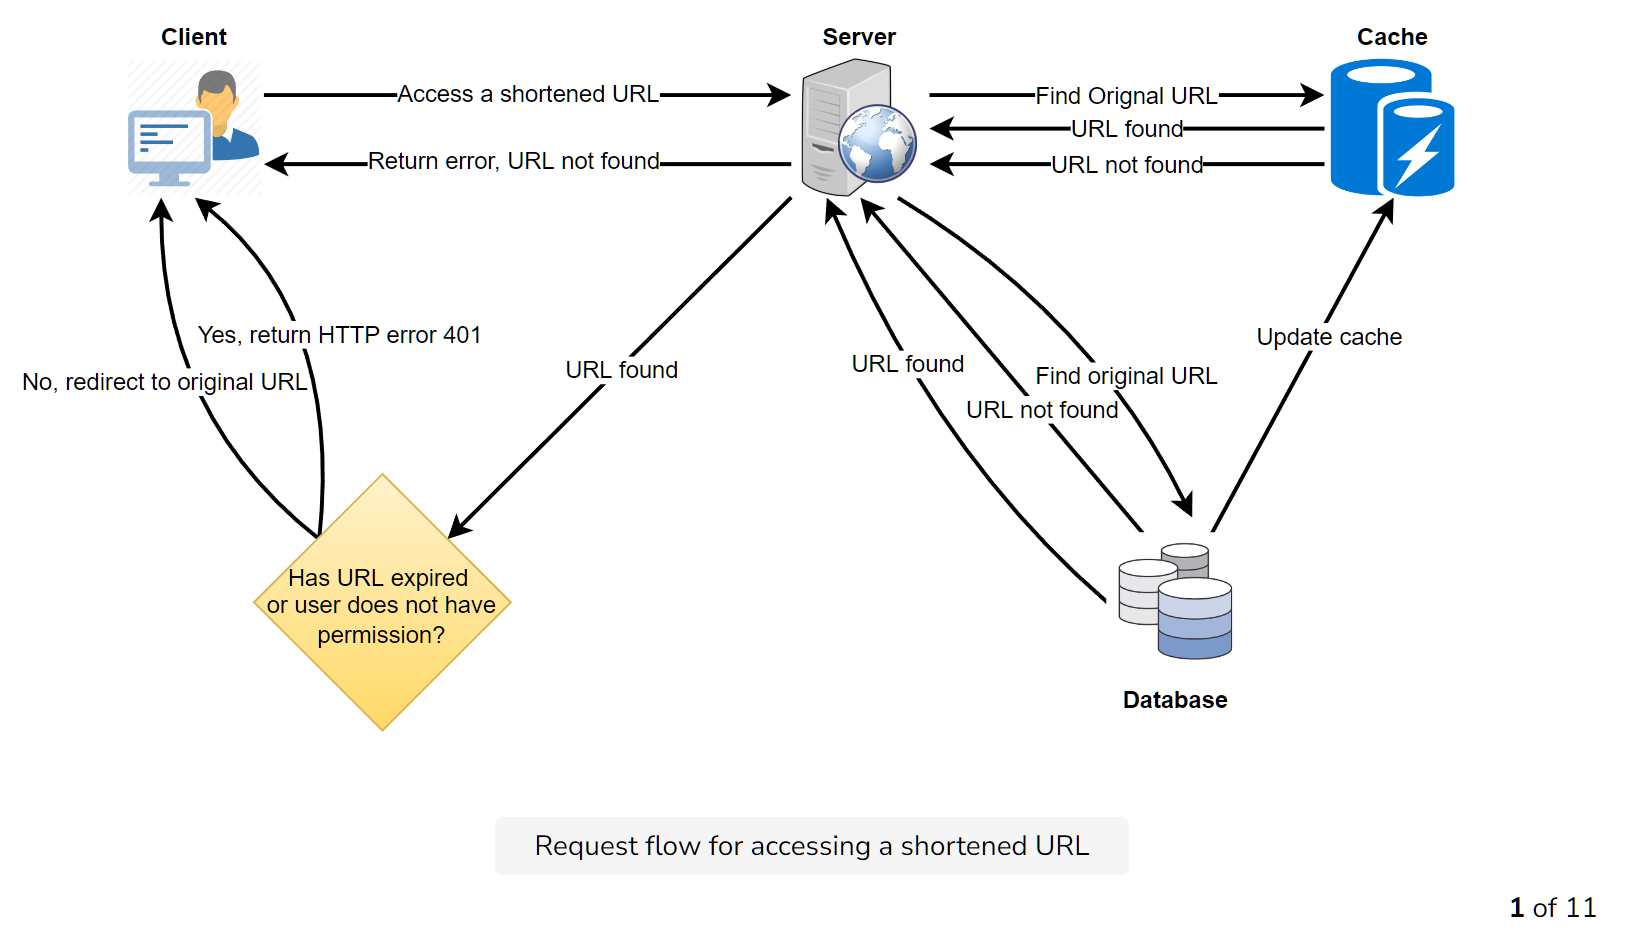 Client
Server
Cache
Access a shortened URL
Find Orignal URL
URL found
Return error, URL not found
URL not found
Yes, return HTTP error 401
No, redirect to original URL
URL found
URL found
Find original URL
URL not found
Update cache
Has URL expired
or user does not have
permission?
Database
Request flow for accessing a shortened URL
1 of 11